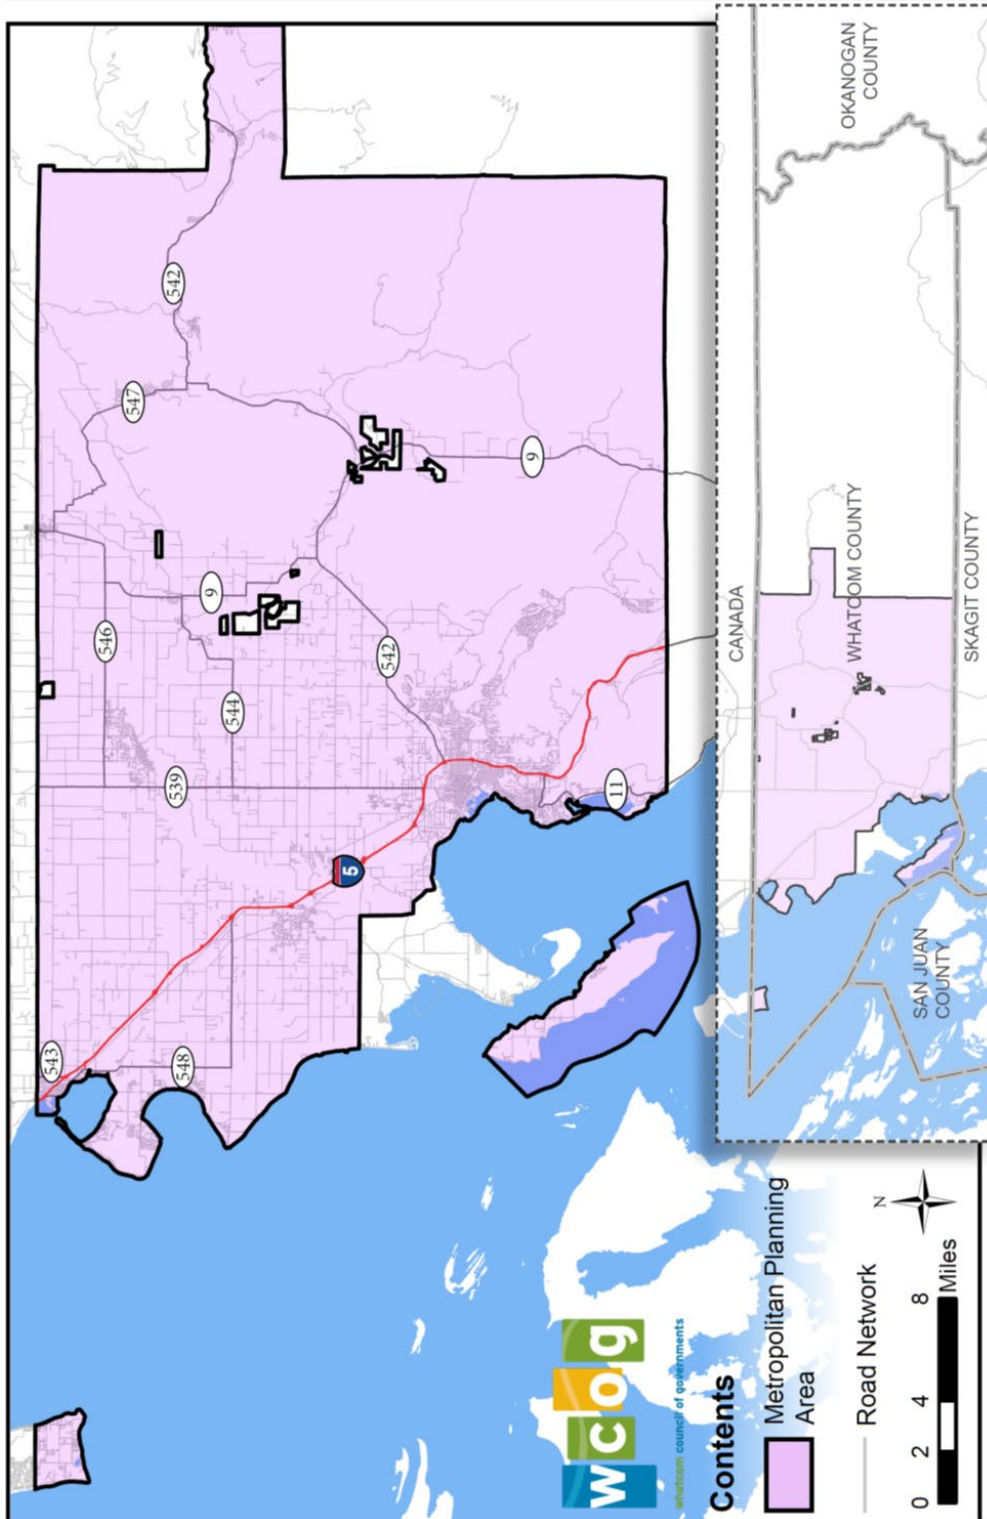 543
548
539
546
544
9
547
542
5
542
9
11
wcog
whatcom council of governments
Contents
Metropolitan Planning
Area
Road Network
0 2 4 8
Miles
N
CANADA
WHATCOM COUNTY
OKANOGAN
COUNTY
SAN JUAN
COUNTY
SKAGIT COUNTY